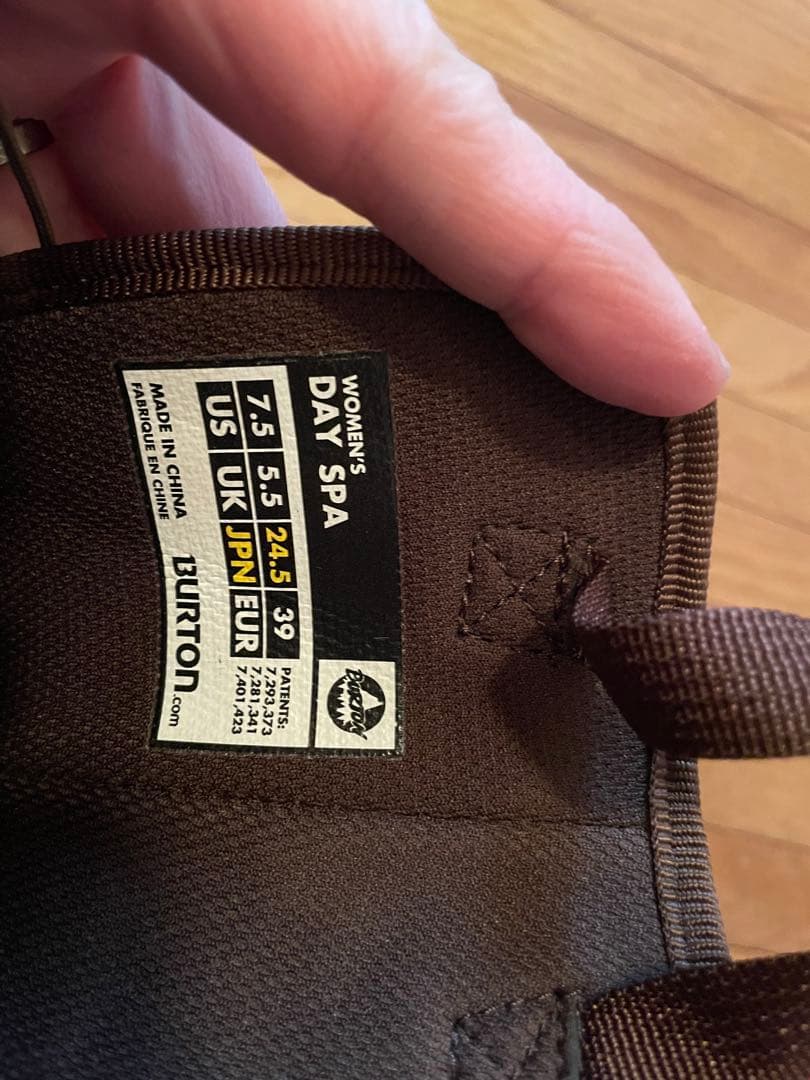 WOMEN'S
DAY SPA
7.5 5.5 24.5 39
US UK JPN EUR
MADE IN CHINA
FABRIQUE EN CHINE
BURTON
PATENTS:
7,293,373
7,281,341
7,401,423
BURTON.com